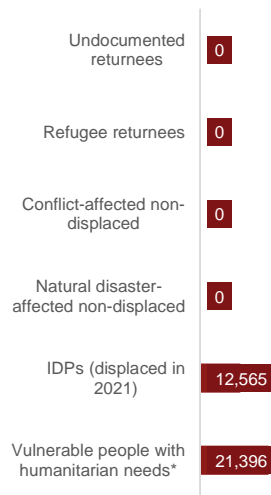 Undocumented
returnees
0
Refugee returnees
0
Conflict-affected non-
displaced
0
Natural disaster-
affected non-displaced
0
IDPs (displaced in
2021)
12,565
Vulnerable people with
humanitarian needs*
21,396